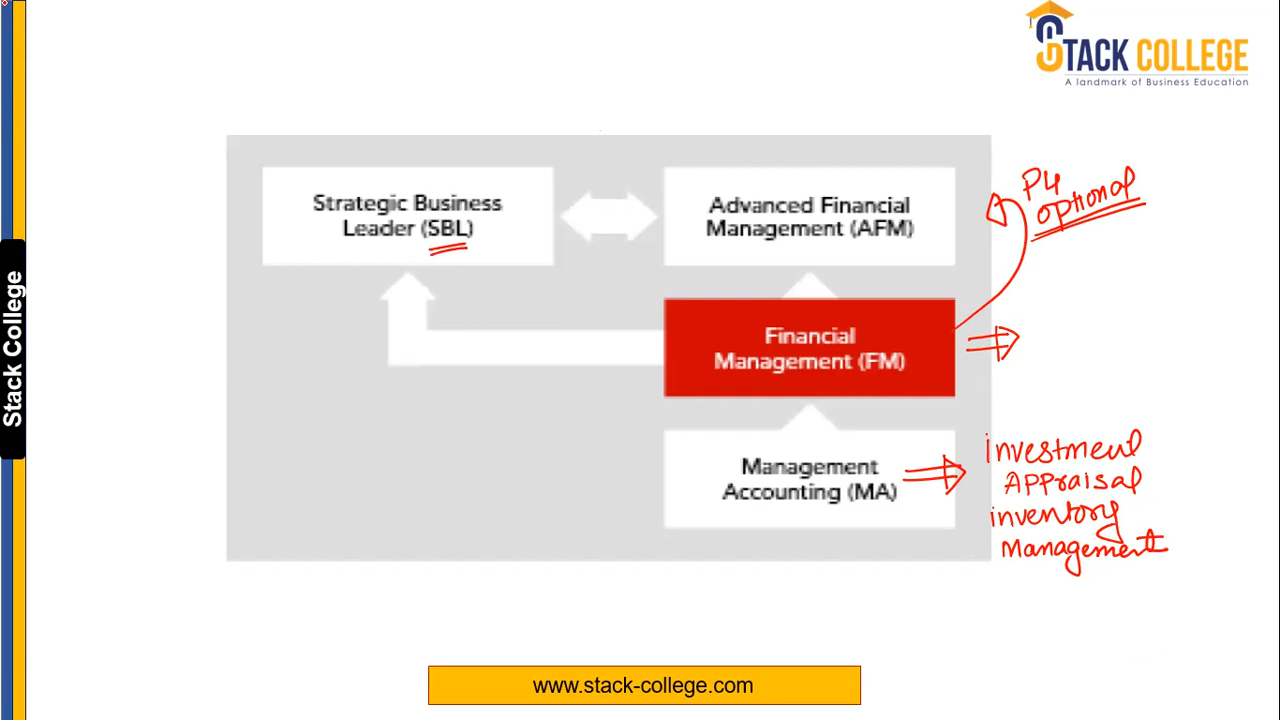 STACK COLLEGE
A landmark of Business Education
Strategic Business
Leader (SBL)
Advanced Financial
Management (AFM)
P4
optional
Financial
Management (FM)
Management
Accounting (MA)
investment
Appraisal
inventory
Management
Stack College
www.stack-college.com